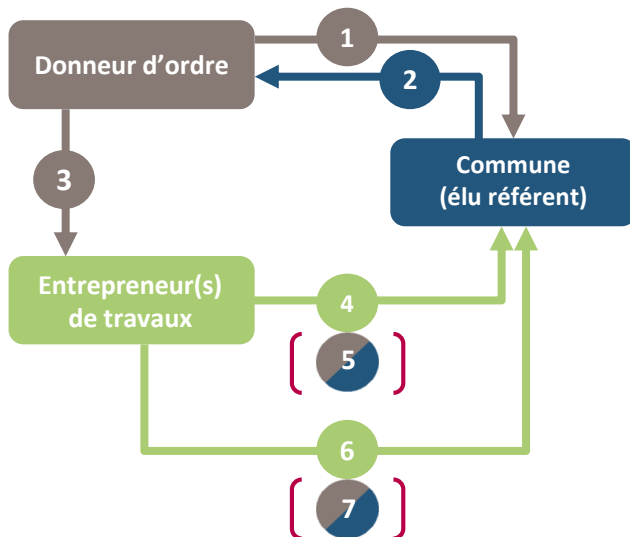 1
Donneur d’ordre
2
Commune
(élu référent)
3
Entrepreneur(s)
de travaux
4
5
6
7